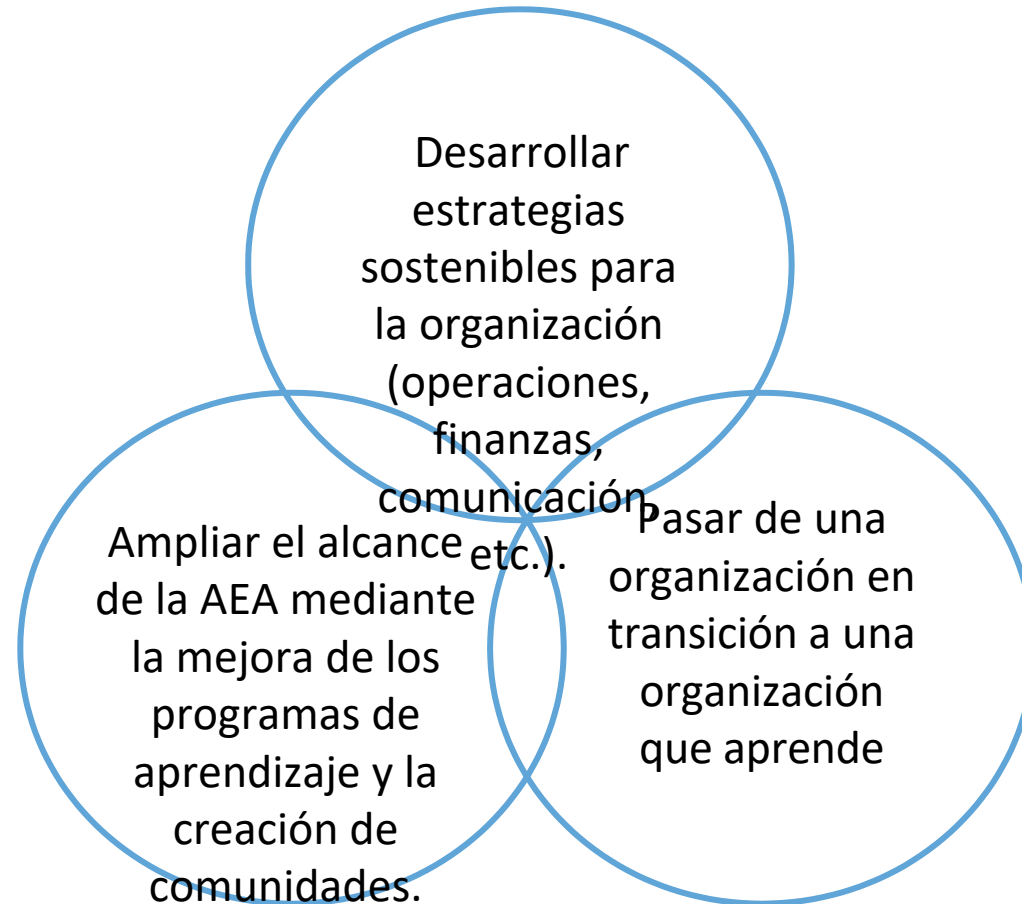 Desarrollar
estrategias
sostenibles para
la organización
(operaciones,
finanzas,
comunicación,
etc.).
Ampliar el alcance
de la AEA mediante
la mejora de los
programas de
aprendizaje y la
creación de
comunidades.
Pasar de una
organización en
transición a una
organización
que aprende